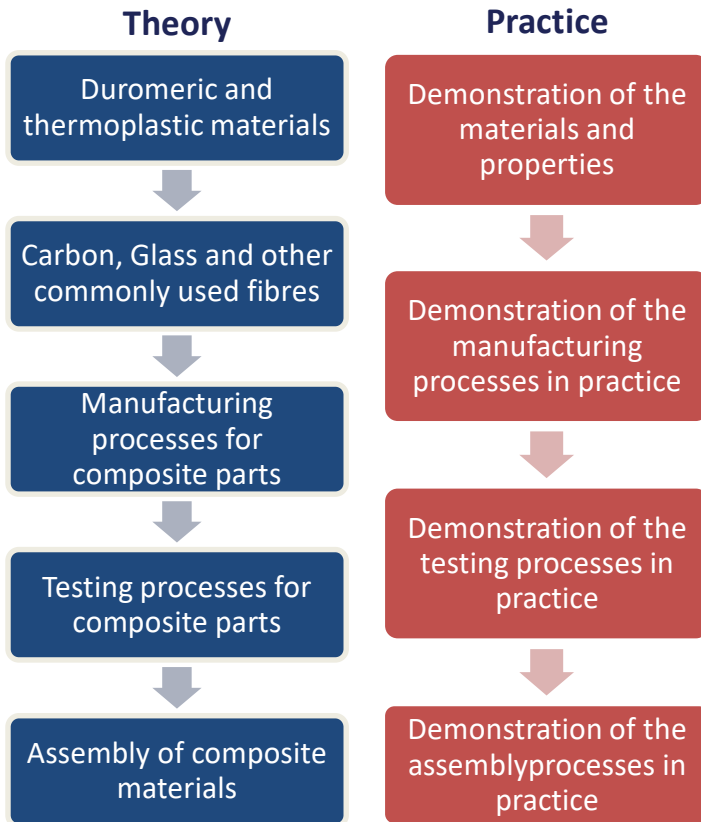 Theory
Duromeric and
thermoplastic materials
Carbon, Glass and other
commonly used fibres
Manufacturing
processes for
composite parts
Testing processes for
composite parts
Assembly of composite
materials
Practice
Demonstration of the
materials and
properties
Demonstration of the
manufacturing
processes in practice
Demonstration of the
testing processes in
practice
Demonstration of the
assemblyprocesses in
practice